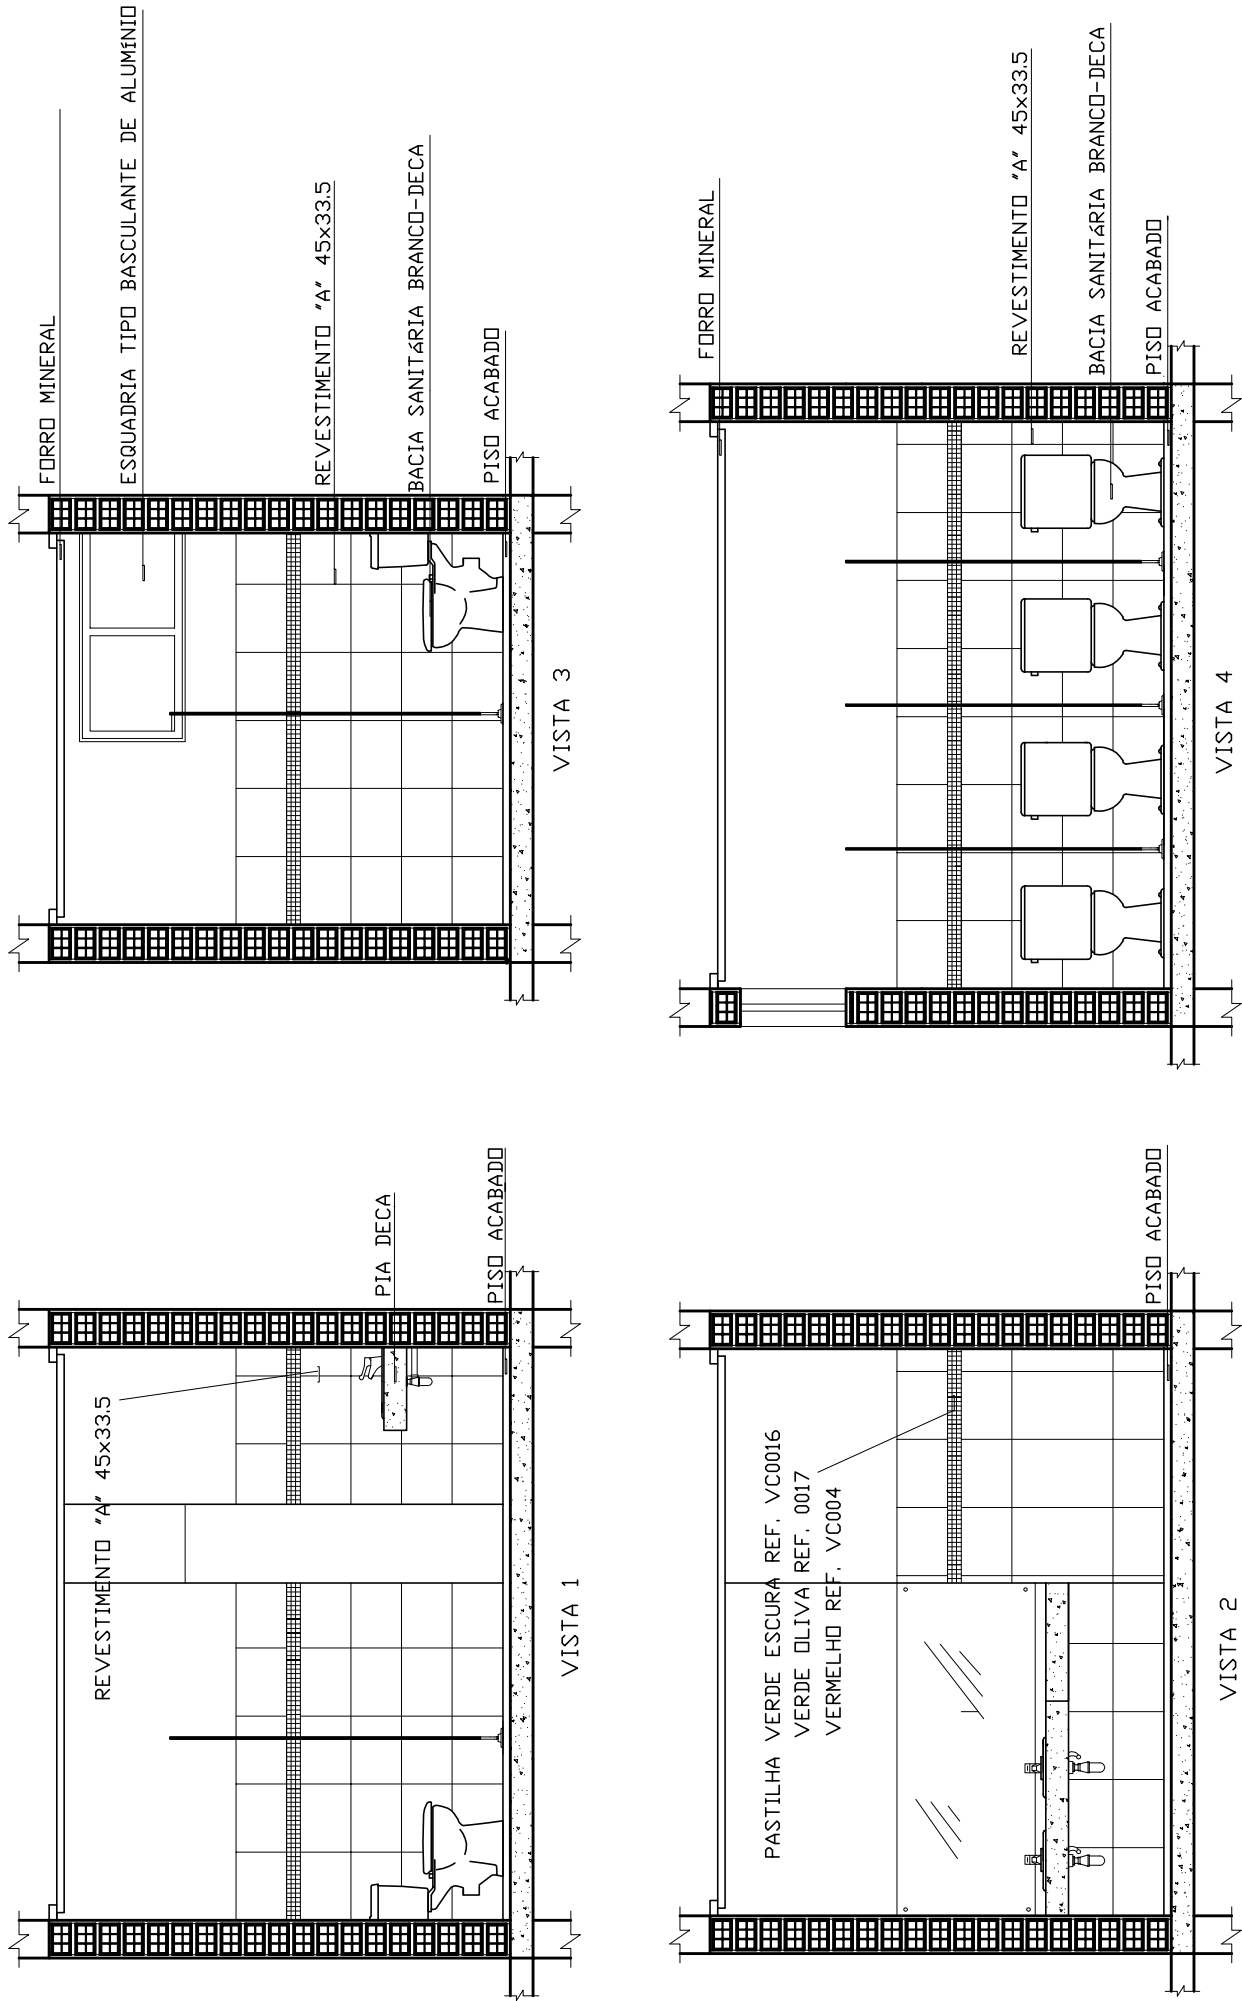 REVESTIMENTO "A" 45x33.5
PIA DECA
PISO ACABADO
VISTA 1
FORRO MINERAL
ESQUADRIA TIPO BASCULANTE DE ALUMíNIO
REVESTIMENTO "A" 45x33.5
BACIA SANITáRIA BRANCO-DECA
PISO ACABADO
VISTA 3
PASTILHA VERDE ESCURA REF. VC0016
VERDE OLIVA REF. 0017
VERMELHO REF. VC004
PISO ACABADO
VISTA 2
FORRO MINERAL
REVESTIMENTO "A" 45x33.5
BACIA SANITáRIA BRANCO-DECA
PISO ACABADO
VISTA 4